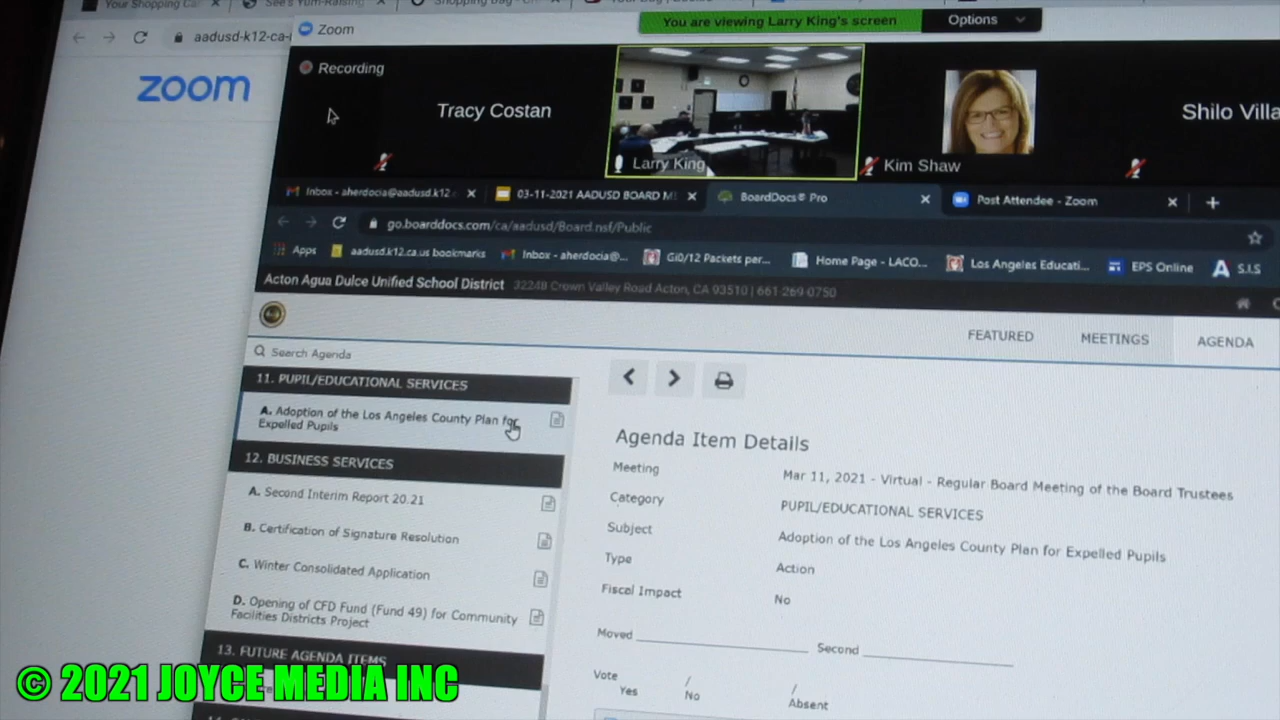 Your Shopping Ca
See's Yum-Raising
Shopping Bag
You are viewing Larry King's screen
Options
aadusd-k12-ca-
Zoom
zoom
Recording
Tracy Costan
Larry King
Kim Shaw
Shilo Villa
Inbox - aherdocia@aadusd.k12
03-11-2021 AADUSD BOARD M
BoardDocs® Pro
Post Attendee - Zoom
go.boarddocs.com/ca/aadusd/Board.nsf/Public
Apps
aadusd.k12.ca.us bookmarks
Inbox - aherdocia@...
GoGi0/12 Packets per...
Home Page - LACO...
Los Angeles Educati...
EPS Online
S.I.S
Acton Agua Dulce Unified School District 32248 Crown Valley Road Acton, CA 93510 | 661-269-0750
FEATURED
MEETINGS
AGENDA
Search Agenda
11. PUPIL/EDUCATIONAL SERVICES
A. Adoption of the Los Angeles County Plan for
Expelled Pupils
12. BUSINESS SERVICES
A. Second Interim Report 20.21
B. Certification of Signature Resolution
C. Winter Consolidated Application
D. Opening of CFD Fund (Fund 49) for Community
Facilities Districts Project
13. FUTURE AGENDA ITEMS
Agenda Item Details
Meeting
Mar 11, 2021 - Virtual - Regular Board Meeting of the Board Trustees
Category
PUPIL/EDUCATIONAL SERVICES
Subject
Adoption of the Los Angeles County Plan for Expelled Pupils
Type
Action
Fiscal Impact
No
Moved ____________ Second ____________
Vote
Yes
/
No
/
Absent
© 2021 JOYCE MEDIA INC